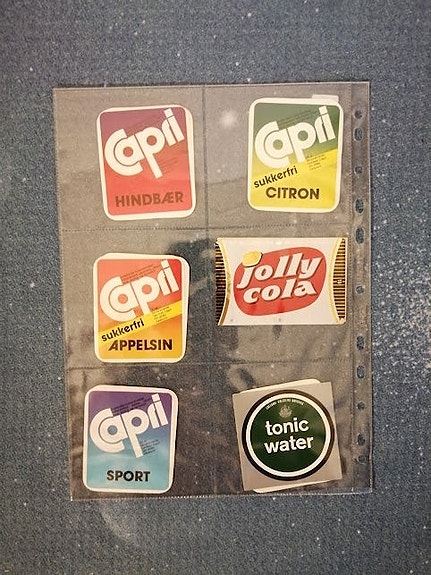 Capri
HINDBÆR
Capri
sukkerfri
CITRON
Capri
sukkerfri
APPELSIN
jolly
cola
Capri
SPORT
tonic
water